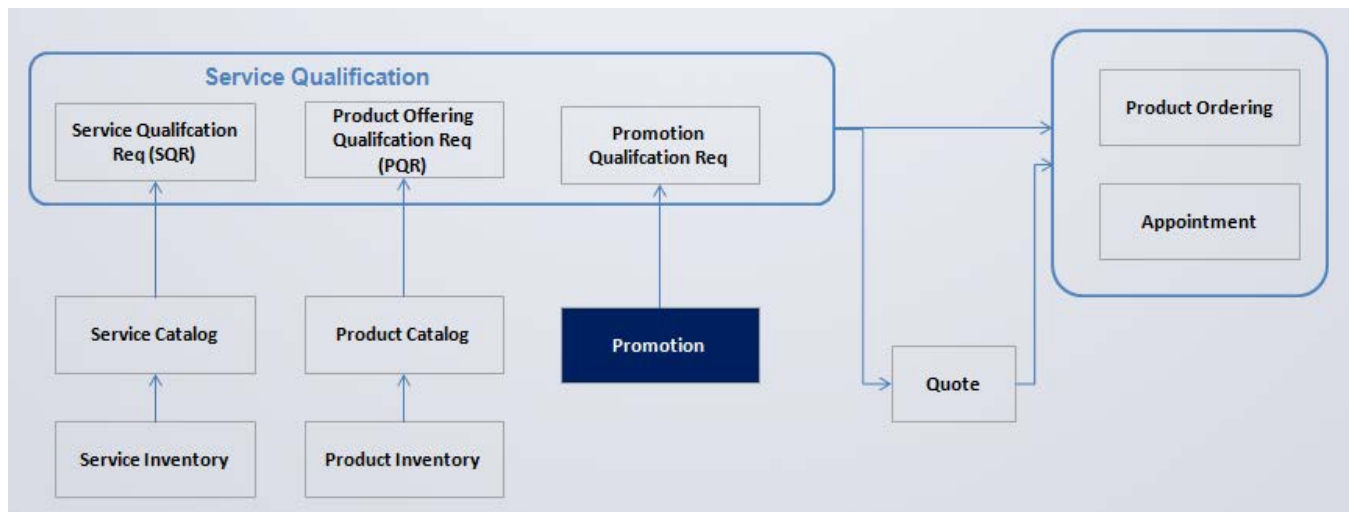 Service Qualification
Service Qualifcation
Req (SQR)
Product Offering
Qualifcation Req
(PQR)
Promotion
Qualifcation Req
Product Ordering
Appointment
Service Catalog
Product Catalog
Promotion
Quote
Service Inventory
Product Inventory